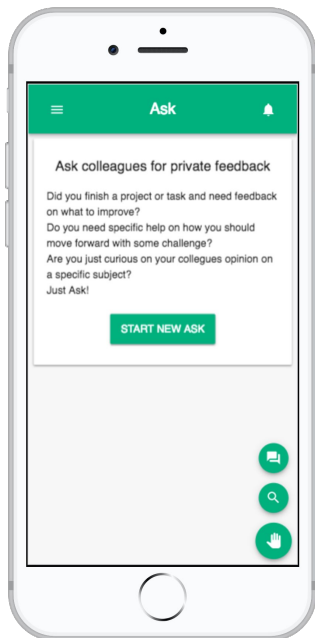 Ask
Ask colleagues for private feedback
Did you finish a project or task and need feedback
on what to improve?
Do you need specific help on how you should
move forward with some challenge?
Are you just curious on your collegues opinion on
a specific subject?
Just Ask!
START NEW ASK